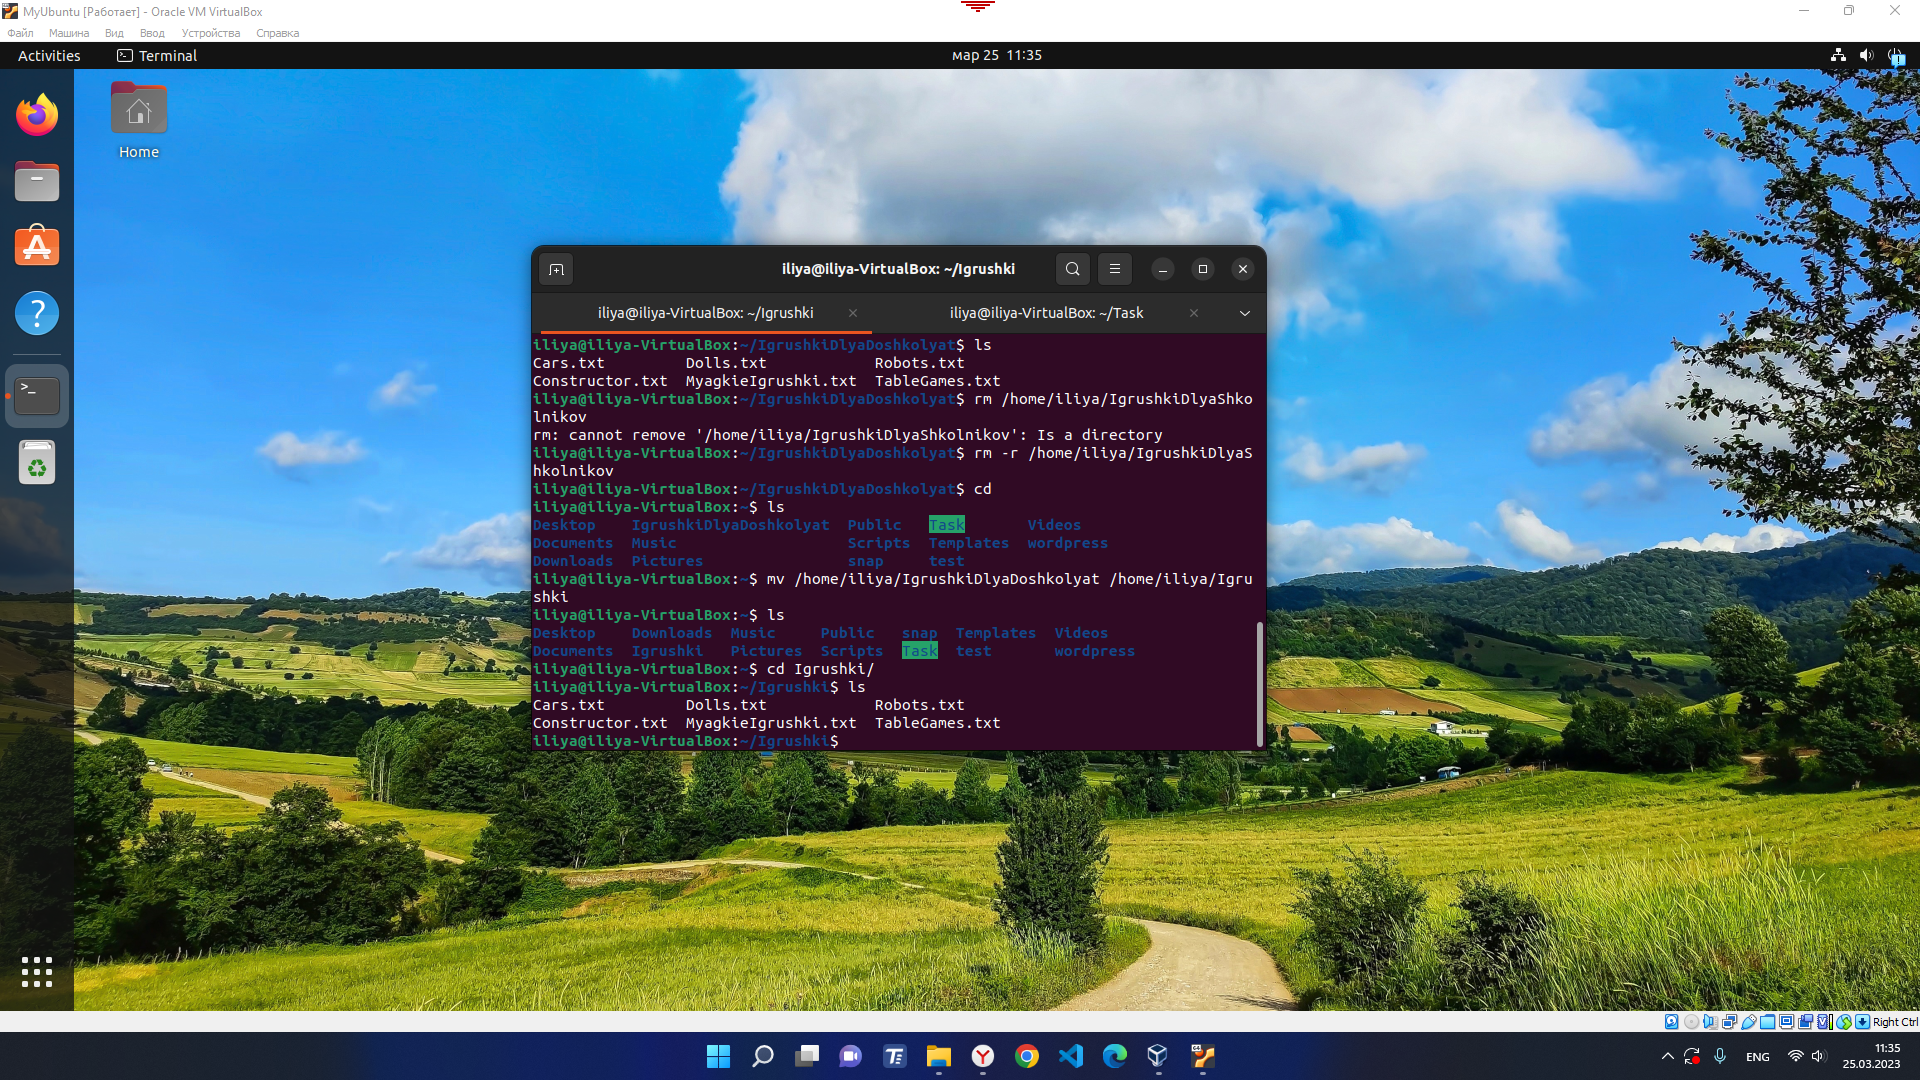 MyUbuntu [Работает] - Oracle VM VirtualBox
Файл Машина Вид Ввод Устройства Справка
Activities Terminal мар 25 11:35
Home
iliya@iliya-VirtualBox: ~/Igrushki
iliya@iliya-VirtualBox: ~/Igrushki iliya@iliya-VirtualBox: ~/Task
iliya@iliya-VirtualBox:~/IgrushkiDlyaDoshkolyat$ ls
Cars.txt Dolls.txt Robots.txt
Constructor.txt MyagkieIgrushki.txt TableGames.txt
iliya@iliya-VirtualBox:~/IgrushkiDlyaDoshkolyat$ rm /home/iliya/IgrushkiDlyaShko
lnikov
rm: cannot remove '/home/iliya/IgrushkiDlyaShkolnikov': Is a directory
iliya@iliya-VirtualBox:~/IgrushkiDlyaDoshkolyat$ rm -r /home/iliya/IgrushkiDlyaS
hkolnikov
iliya@iliya-VirtualBox:~/IgrushkiDlyaDoshkolyat$ cd
iliya@iliya-VirtualBox:~$ ls
Desktop IgrushkiDlyaDoshkolyat Public Task Videos
Documents Music Scripts Templates wordpress
Downloads Pictures snap test
iliya@iliya-VirtualBox:~$ mv /home/iliya/IgrushkiDlyaDoshkolyat /home/iliya/Igru
shki
iliya@iliya-VirtualBox:~$ ls
Desktop Downloads Music Public snap Templates Videos
Documents Igrushki Pictures Scripts Task test wordpress
iliya@iliya-VirtualBox:~$ cd Igrushki/
iliya@iliya-VirtualBox:~/Igrushki$ ls
Cars.txt Dolls.txt Robots.txt
Constructor.txt MyagkieIgrushki.txt TableGames.txt
iliya@iliya-VirtualBox:~/Igrushki$
Right Ctrl
ENG
11:35
25.03.2023